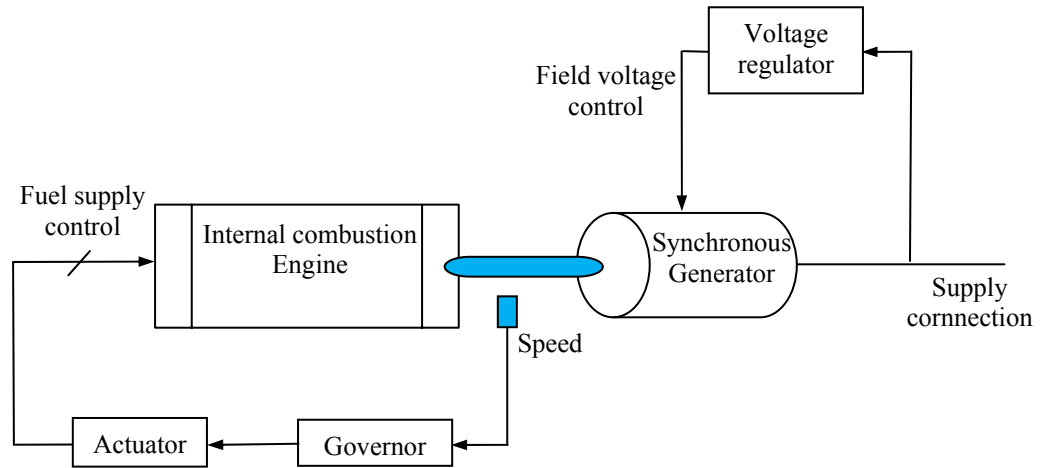 Voltage
regulator
Field voltage
control
Fuel supply
control
Internal combustion
Engine
Synchronous
Generator
Supply
cornnection
Speed
Actuator
Governor